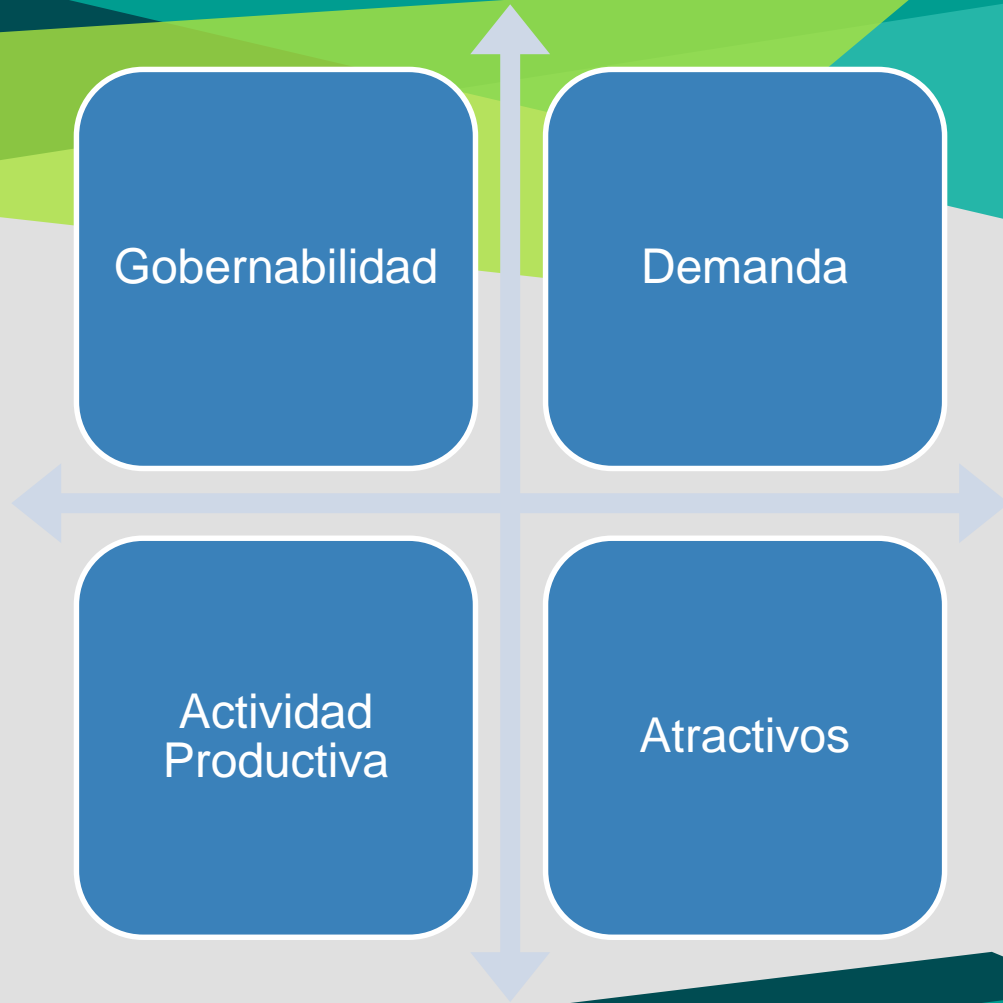 Gobernabilidad
Demanda
Actividad
Productiva
Atractivos